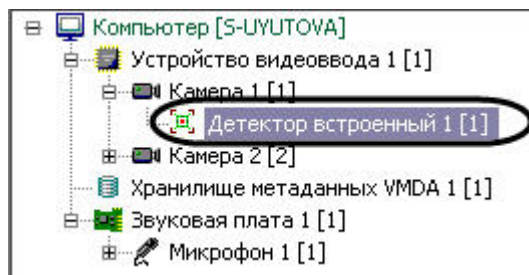 Компьютер [S-UYUTOVA]
Устройство видеоввода 1 [1]
Камера 1 [1]
Детектор встроенный 1 [1]
Камера 2 [2]
Хранилище метаданных VMDA 1 [1]
Звуковая плата 1 [1]
Микрофон 1 [1]